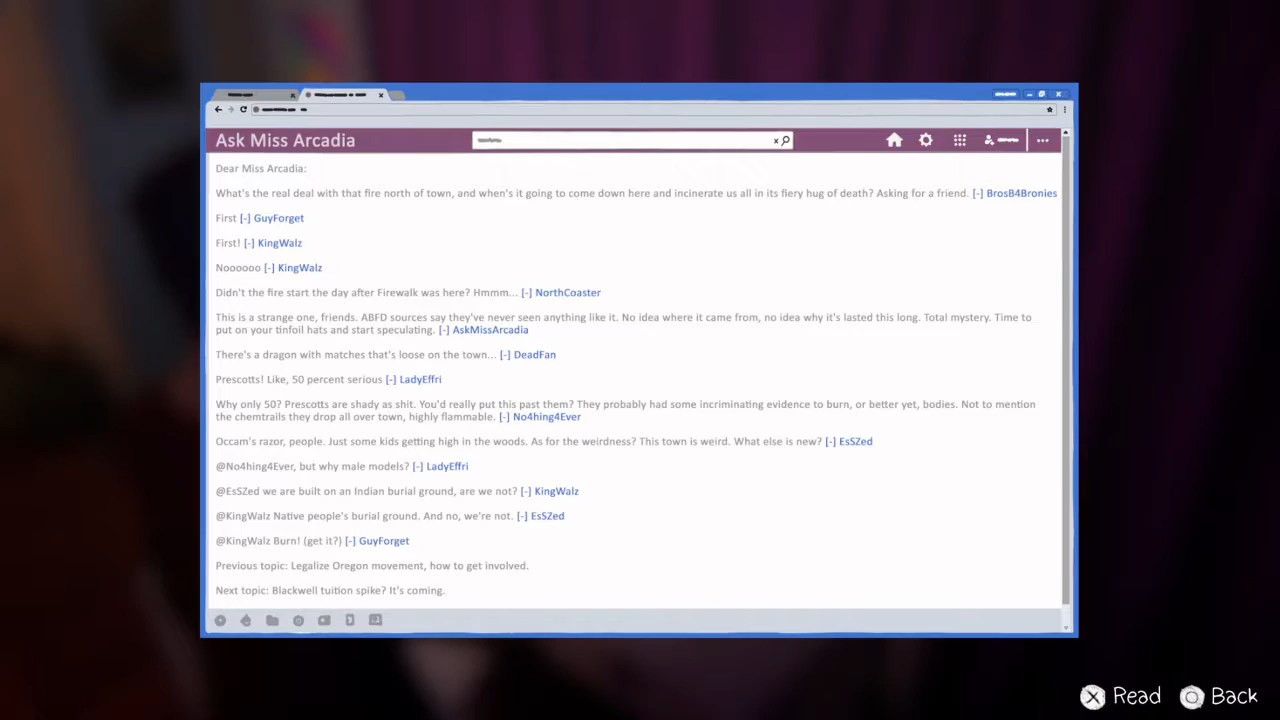 Ask Miss Arcadia
Dear Miss Arcadia:
What's the real deal with that fire north of town, and when's it going to come down here and incinerate us all in its fiery hug of death? Asking for a friend. [-] BrosB4Bronies
First [-] GuyForget
First! [-] KingWalz
Noooooo [-] KingWalz
Didn't the fire start the day after Firewalk was here? Hmmm... [-] NorthCoaster
This is a strange one, friends. ABFD sources say they've never seen anything like it. No idea where it came from, no idea why it's lasted this long. Total mystery. Time to
put on your tinfoil hats and start speculating. [-] AskMissArcadia
There's a dragon with matches that's loose on the town... [-] DeadFan
Prescotts! Like, 50 percent serious [-] LadyEffri
Why only 50? Prescotts are shady as shit. You'd really put this past them? They probably had some incriminating evidence to burn, or better yet, bodies. Not to mention
the chemtrails they drop all over town, highly flammable. [-] No4hing4Ever
Occam's razor, people. Just some kids getting high in the woods. As for the weirdness? This town is weird. What else is new? [-] EsSZed
@No4hing4Ever, but why male models? [-] LadyEffri
@EsSZed we are built on an Indian burial ground, are we not? [-] KingWalz
@KingWalz Native people's burial ground. And no, we're not. [-] EsSZed
@KingWalz Burn! (get it?) [-] GuyForget
Previous topic: Legalize Oregon movement, how to get involved.
Next topic: Blackwell tuition spike? It's coming.
Read Back